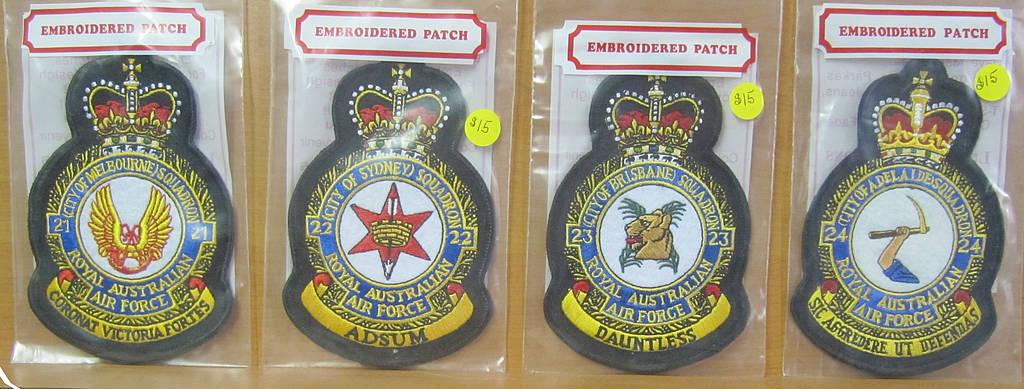 EMBROIDERED PATCH
(CITY OF MELBOURNE) SQUADRON
21 21
ROYAL AUSTRALIAN
AIR FORCE
CORONAT VICTORIA FORTES
EMBROIDERED PATCH
$15
(CITY OF SYDNEY) SQUADRON
22 22
ROYAL AUSTRALIAN
AIR FORCE
ADSUM
EMBROIDERED PATCH
$15
(CITY OF BRISBANE) SQUADRON
23 23
ROYAL AUSTRALIAN
AIR FORCE
DAUNTLESS
EMBROIDERED PATCH
$15
(CITY OF ADELAIDE SQUADRON)
24 24
ROYAL AUSTRALIAN
AIR FORCE
SIC AGGREDERE UT DEFENDAS